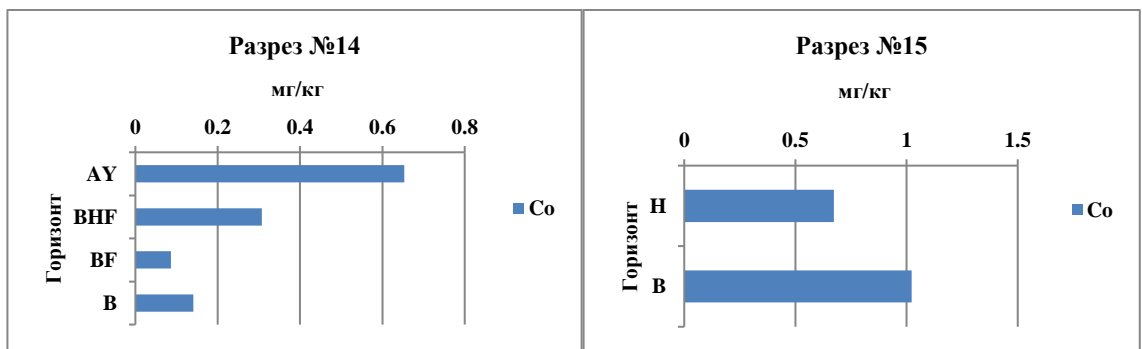 Разрез №14
мг/кг
0 0.2 0.4 0.6 0.8
AY
BHF
BF
B
Горизонт
Co
Разрез №15
мг/кг
0 0.5 1 1.5
H
B
Горизонт
Co